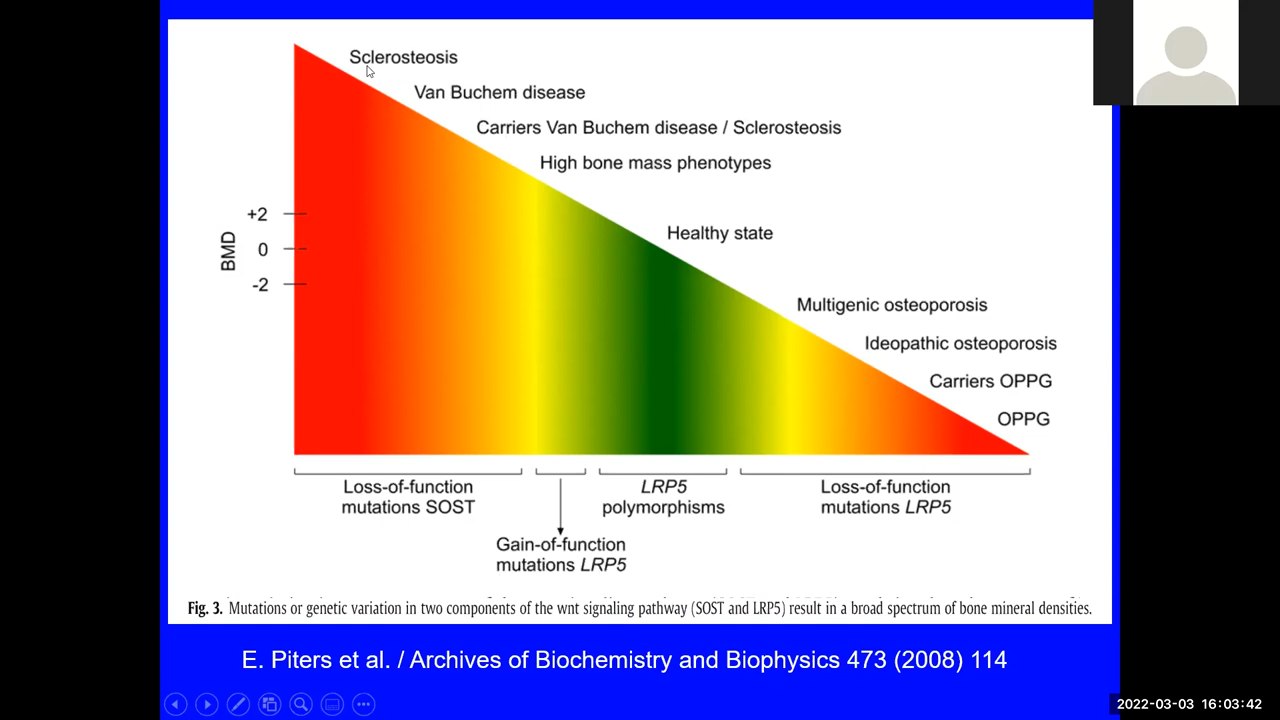 Sclerosteosis
Van Buchem disease
Carriers Van Buchem disease / Sclerosteosis
High bone mass phenotypes
+2
Healthy state
BMD
0
-2
Multigenic osteoporosis
Ideopathic osteoporosis
Carriers OPPG
OPPG
Loss-of-function
mutations SOST
LRP5
polymorphisms
Loss-of-function
mutations LRP5
Gain-of-function
mutations LRP5
Fig. 3. Mutations or genetic variation in two components of the wnt signaling pathway (SOST and LRP5) result in a broad spectrum of bone mineral densities.
E. Piters et al. / Archives of Biochemistry and Biophysics 473 (2008) 114
2022-03-03 16:03:42